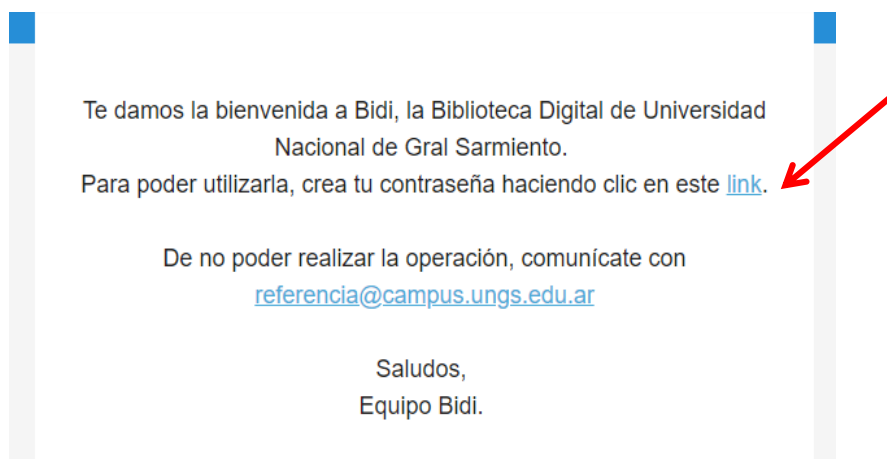 Te damos la bienvenida a Bidi, la Biblioteca Digital de Universidad
Nacional de Gral Sarmiento.
Para poder utilizarla, crea tu contraseña haciendo clic en este link.
De no poder realizar la operación, comunícate con
referencia@campus.ungs.edu.ar
Saludos,
Equipo Bidi.